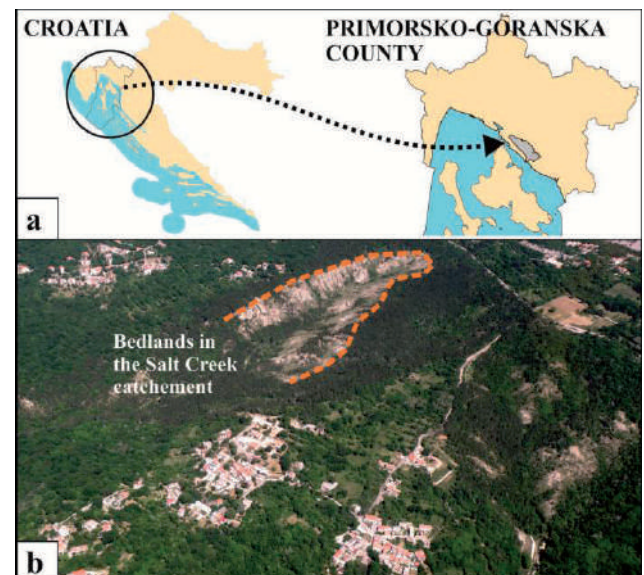 CROATIA
PRIMORSKO-GORANSKA
COUNTY
a
Bedlands in
the Salt Creek
catchement
b